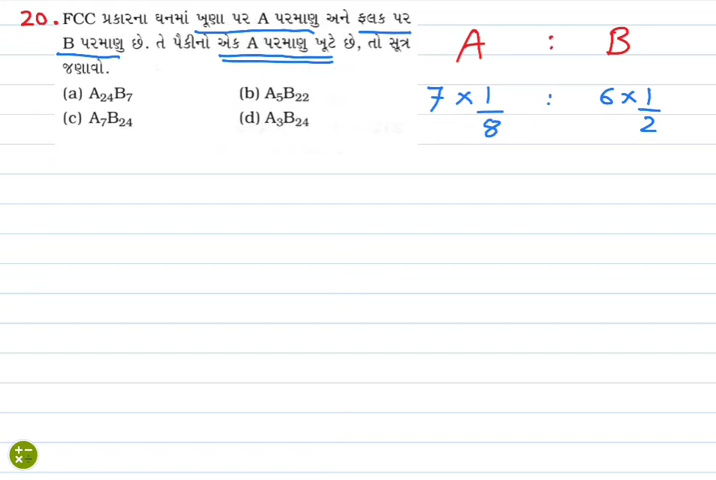 20. FCC પ્રકારના ઘનમાં ખૂણા પર A પરમાણુ અને ફલક પર
B પરમાણુ છે. તે પૈકીનો એક A પરમાણુ ખૂટે છે, તો સૂત્ર
જણાવો.
(a) A₂₄B₇ (b) A₅B₂₂
(c) A₇B₂₄ (d) A₃B₂₄
A : B
7 × 1/8 : 6 × 1/2